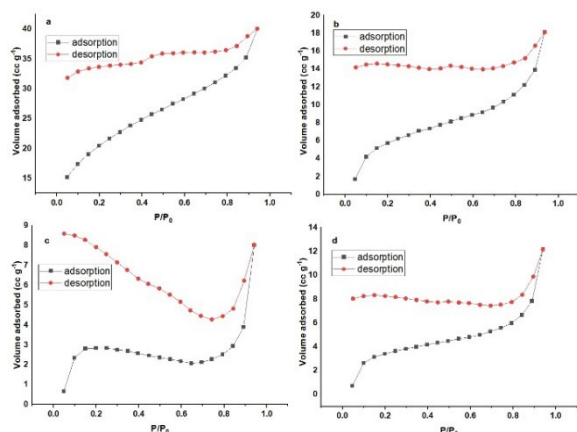 a
adsorption
desorption
Volume adsorbed (cc g⁻¹)
40
35
30
25
20
15
0.0 0.2 0.4 0.6 0.8 1.0
P/P₀
b
adsorption
desorption
Volume adsorbed (cc g⁻¹)
20
18
16
14
12
10
8
6
4
2
0
0.0 0.2 0.4 0.6 0.8 1.0
P/P₀
c
adsorption
desorption
Volume adsorbed (cc g⁻¹)
9
8
7
6
5
4
3
2
1
0
0.0 0.2 0.4 0.6 0.8 1.0
P/P₀
d
adsorption
desorption
Volume adsorbed (cc g⁻¹)
14
12
10
8
6
4
2
0
0.0 0.2 0.4 0.6 0.8 1.0
P/P₀